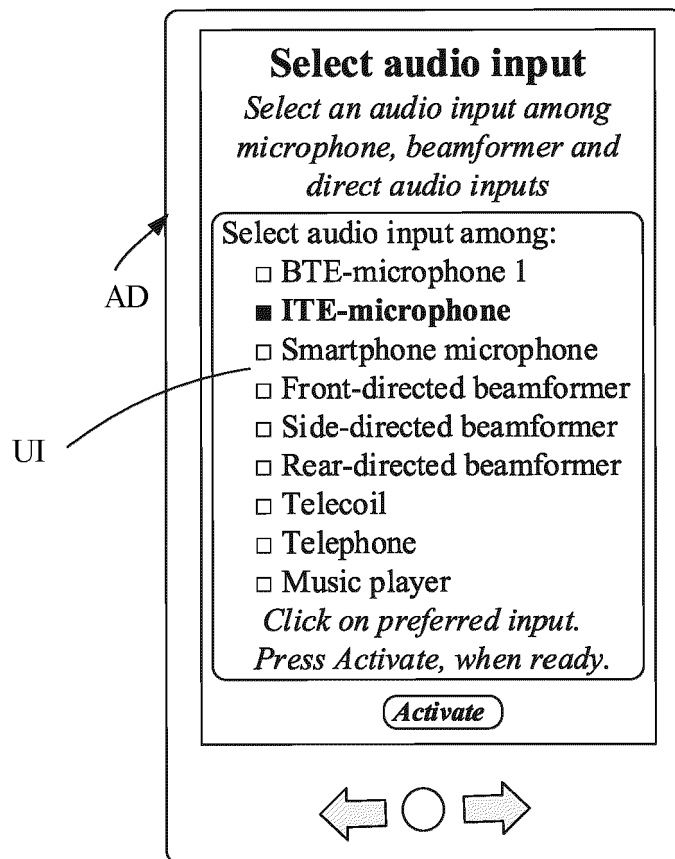 Select audio input
Select an audio input among
microphone, beamformer and
direct audio inputs
Select audio input among:
□ BTE-microphone 1
■ ITE-microphone
□ Smartphone microphone
□ Front-directed beamformer
□ Side-directed beamformer
□ Rear-directed beamformer
□ Telecoil
□ Telephone
□ Music player
Click on preferred input.
Press Activate, when ready.
Activate
AD
UI